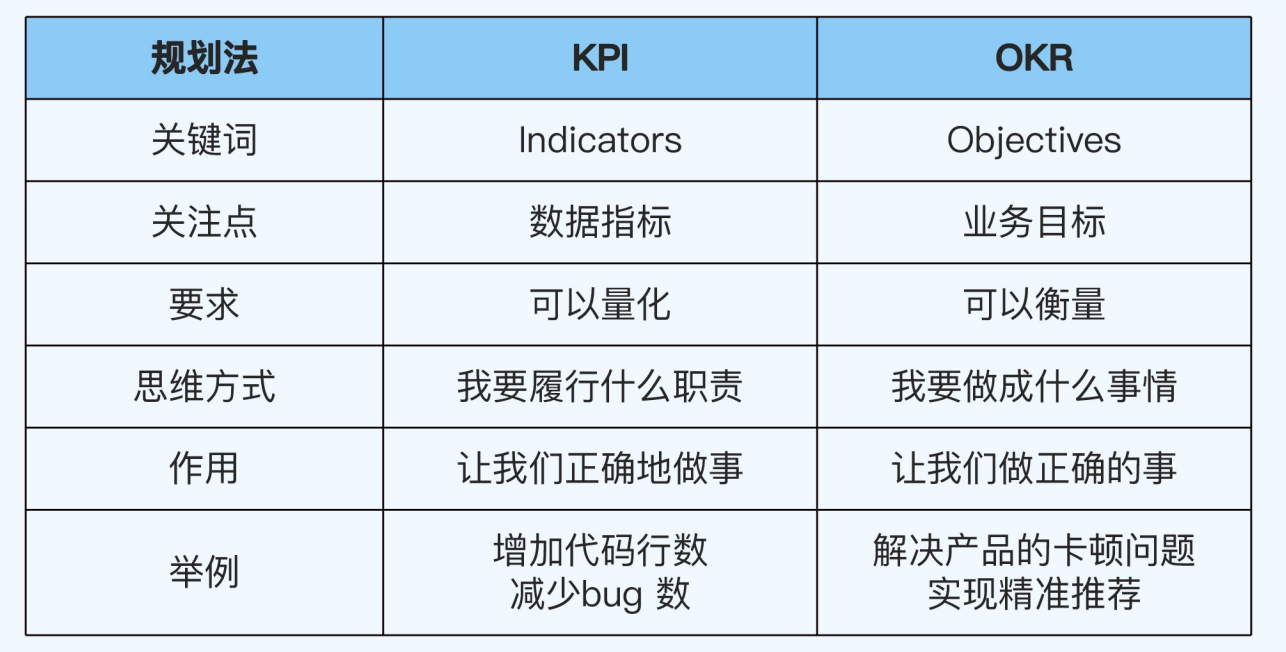 规划法 KPI OKR
关键词 Indicators Objectives
关注点 数据指标 业务目标
要求 可以量化 可以衡量
思维方式 我要履行什么职责 我要做成什么事情
作用 让我们正确地做事 让我们做正确的事
举例 增加代码行数 解决产品的卡顿问题
减少bug 数 实现精准推荐